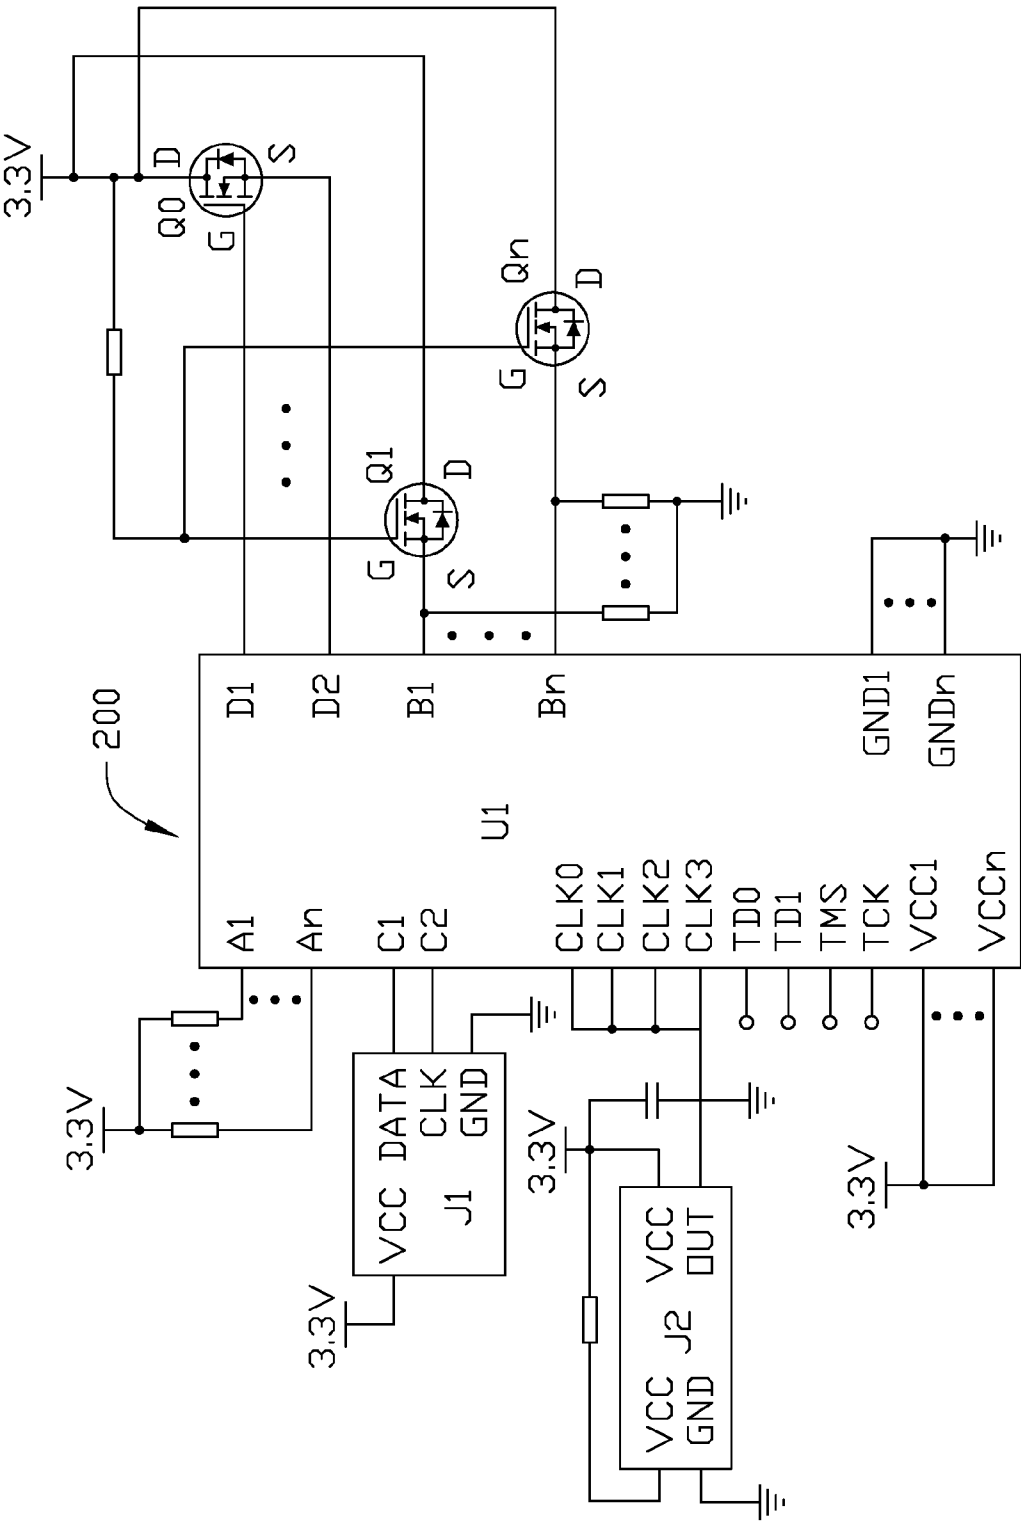 200
3.3V
A1
An
3.3V
VCC
DATA
CLK
GND
J1
3.3V
VCC
GND
J2
VCC
OUT
3.3V
CLK0
CLK1
CLK2
CLK3
TD0
TD1
TMS
TCK
VCC1
VCCn
U1
D1
D2
B1
Bn
GND1
GNDn
3.3V
Q0
D
G
S
Q1
G
D
S
Qn
G
D
S